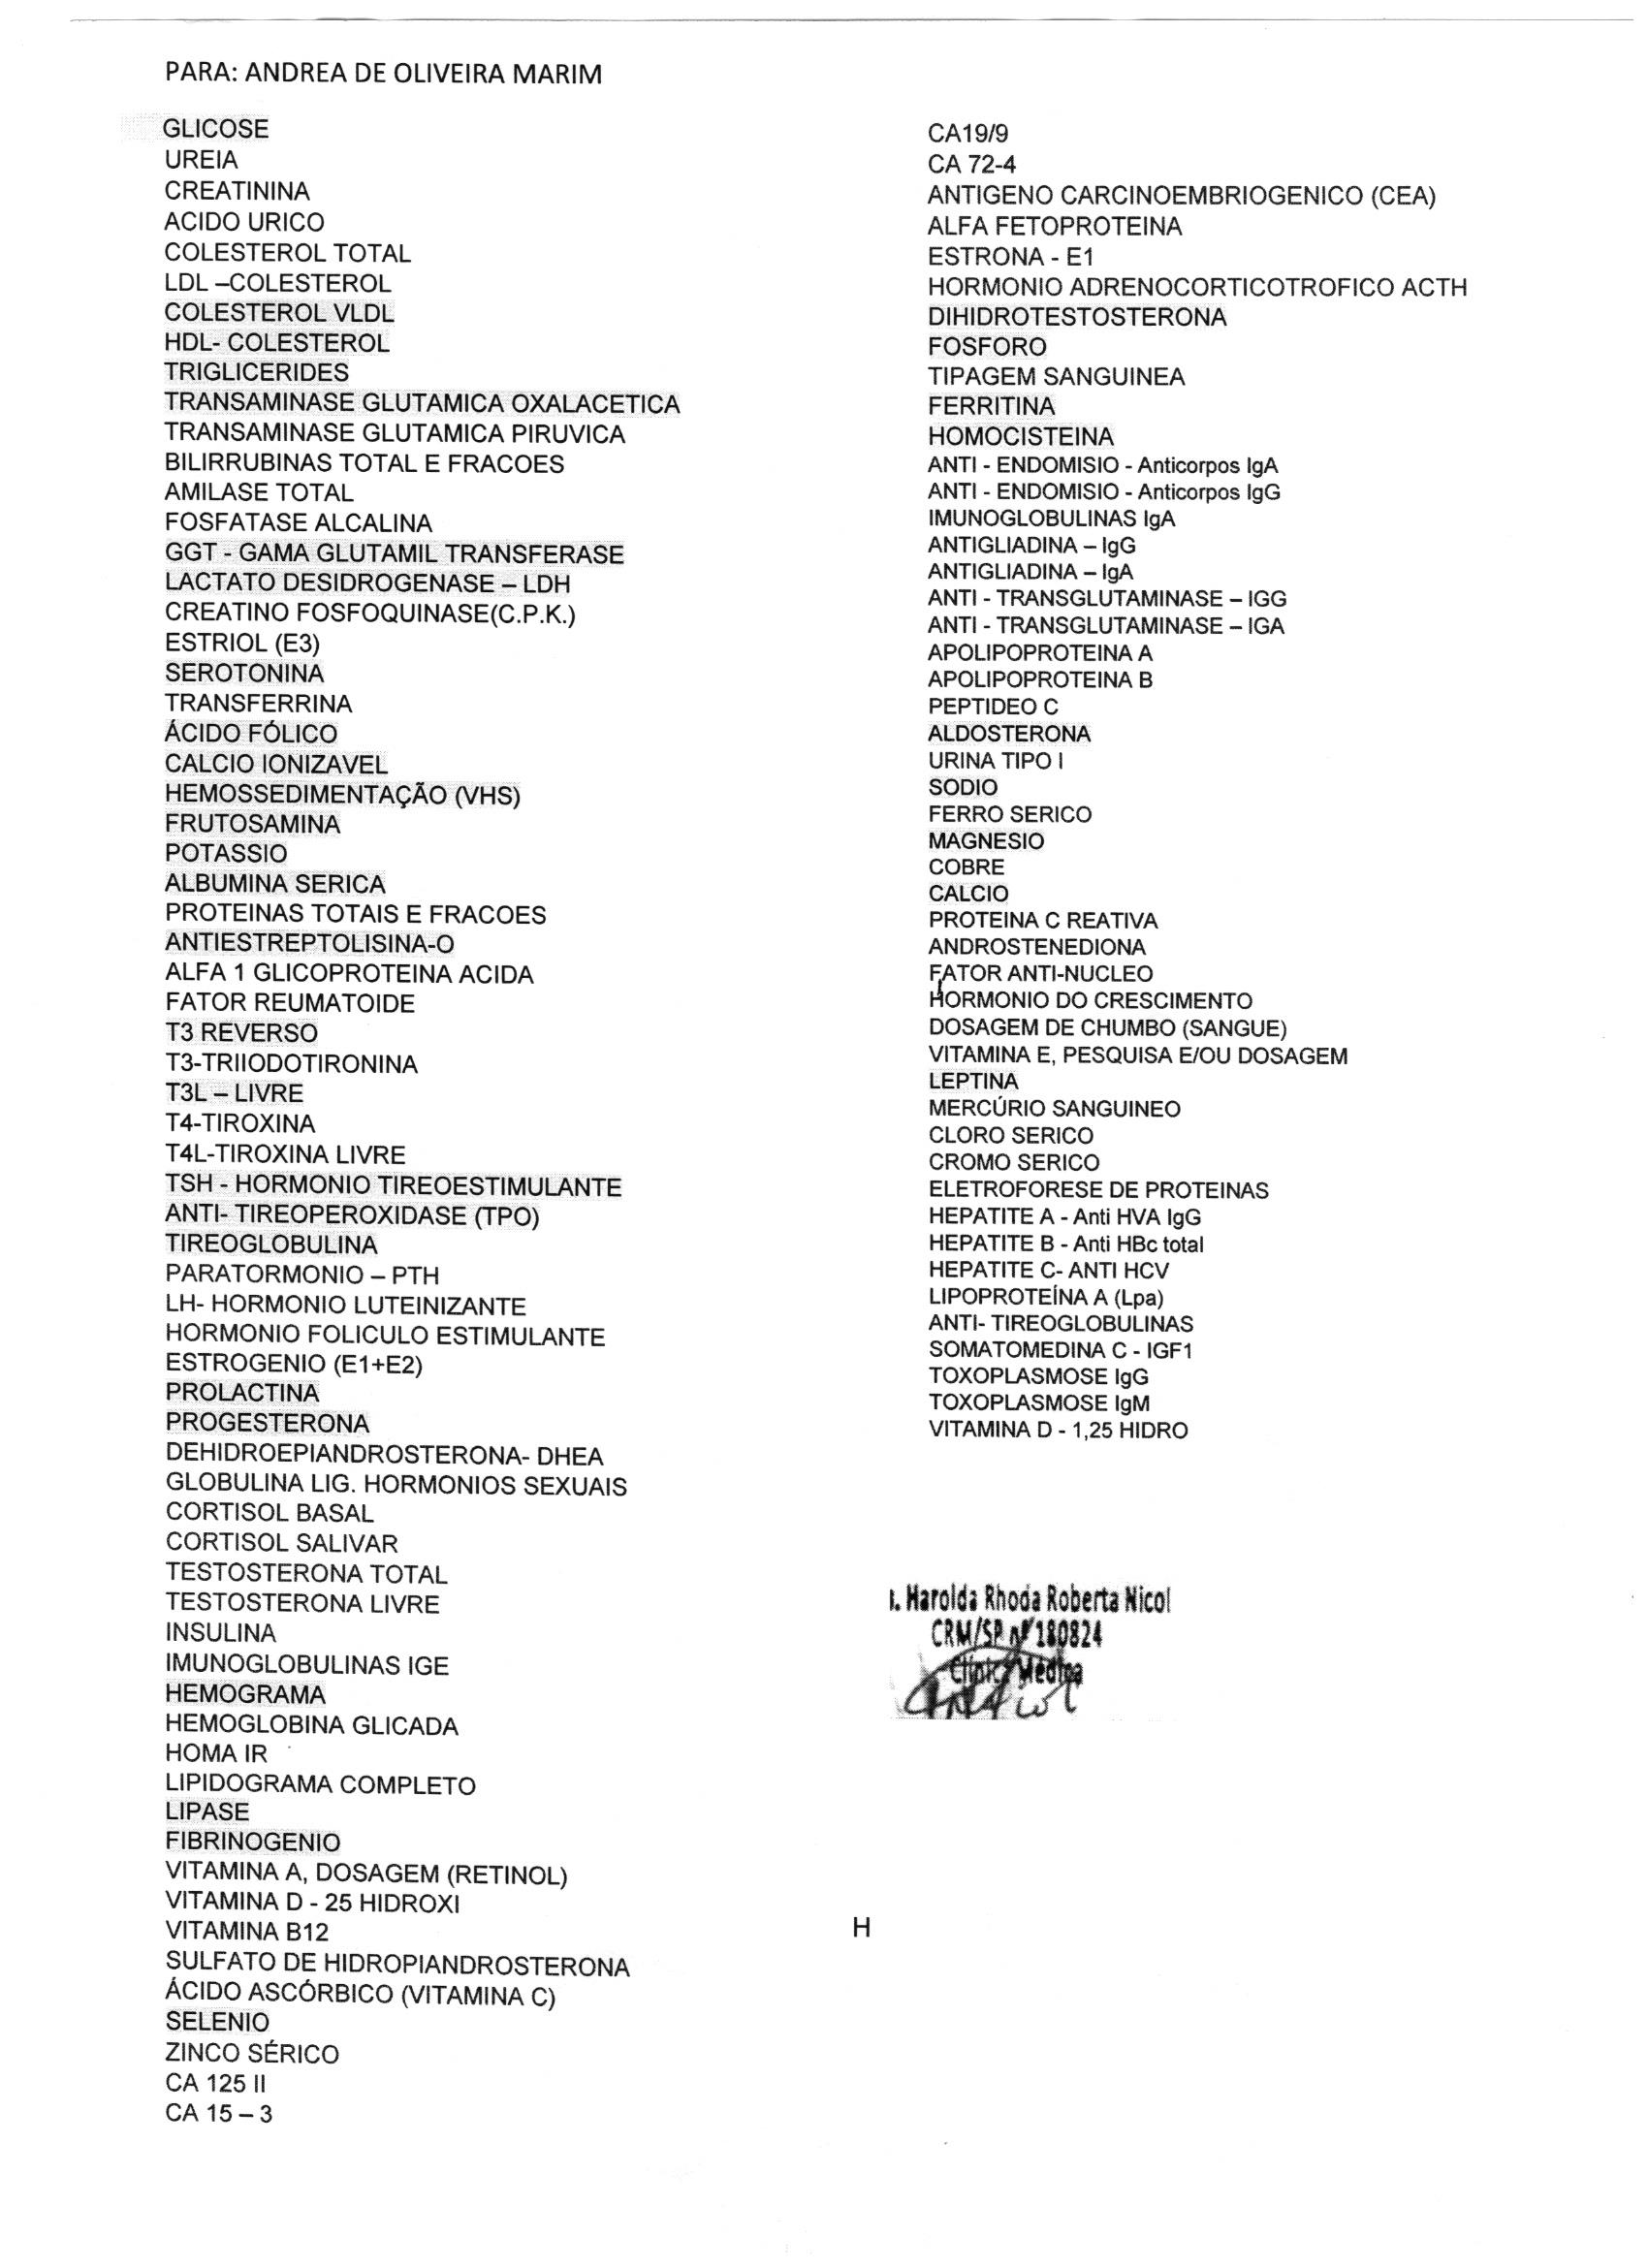 PARA: ANDREA DE OLIVEIRA MARIM
GLICOSE
UREIA
CREATININA
ACIDO URICO
COLESTEROL TOTAL
LDL –COLESTEROL
COLESTEROL VLDL
HDL- COLESTEROL
TRIGLICERIDES
TRANSAMINASE GLUTAMICA OXALACETICA
TRANSAMINASE GLUTAMICA PIRUVICA
BILIRRUBINAS TOTAL E FRACOES
AMILASE TOTAL
FOSFATASE ALCALINA
GGT - GAMA GLUTAMIL TRANSFERASE
LACTATO DESIDROGENASE – LDH
CREATINO FOSFOQUINASE(C.P.K.)
ESTRIOL (E3)
SEROTONINA
TRANSFERRINA
ÁCIDO FÓLICO
CALCIO IONIZAVEL
HEMOSSEDIMENTAÇÃO (VHS)
FRUTOSAMINA
POTASSIO
ALBUMINA SERICA
PROTEINAS TOTAIS E FRACOES
ANTIESTREPTOLISINA-O
ALFA 1 GLICOPROTEINA ACIDA
FATOR REUMATOIDE
T3 REVERSO
T3-TRIIODOTIRONINA
T3L – LIVRE
T4-TIROXINA
T4L-TIROXINA LIVRE
TSH - HORMONIO TIREOESTIMULANTE
ANTI- TIREOPEROXIDASE (TPO)
TIREOGLOBULINA
PARATORMONIO – PTH
LH- HORMONIO LUTEINIZANTE
HORMONIO FOLICULO ESTIMULANTE
ESTROGENIO (E1+E2)
PROLACTINA
PROGESTERONA
DEHIDROEPIANDROSTERONA- DHEA
GLOBULINA LIG. HORMONIOS SEXUAIS
CORTISOL BASAL
CORTISOL SALIVAR
TESTOSTERONA TOTAL
TESTOSTERONA LIVRE
INSULINA
IMUNOGLOBULINAS IGE
HEMOGRAMA
HEMOGLOBINA GLICADA
HOMA IR
LIPIDOGRAMA COMPLETO
LIPASE
FIBRINOGENIO
VITAMINA A, DOSAGEM (RETINOL)
VITAMINA D - 25 HIDROXI
VITAMINA B12
SULFATO DE HIDROPIANDROSTERONA
ÁCIDO ASCÓRBICO (VITAMINA C)
SELENIO
ZINCO SÉRICO
CA 125 II
CA 15 – 3
CA19/9
CA 72-4
ANTIGENO CARCINOEMBRIOGENICO (CEA)
ALFA FETOPROTEINA
ESTRONA - E1
HORMONIO ADRENOCORTICOTROFICO ACTH
DIHIDROTESTOSTERONA
FOSFORO
TIPAGEM SANGUINEA
FERRITINA
HOMOCISTEINA
ANTI - ENDOMISIO - Anticorpos IgA
ANTI - ENDOMISIO - Anticorpos IgG
IMUNOGLOBULINAS IgA
ANTIGLIADINA – IgG
ANTIGLIADINA – IgA
ANTI - TRANSGLUTAMINASE – IGG
ANTI - TRANSGLUTAMINASE – IGA
APOLIPOPROTEINA A
APOLIPOPROTEINA B
PEPTIDEO C
ALDOSTERONA
URINA TIPO I
SODIO
FERRO SERICO
MAGNESIO
COBRE
CALCIO
PROTEINA C REATIVA
ANDROSTENEDIONA
FATOR ANTI-NUCLEO
HORMONIO DO CRESCIMENTO
DOSAGEM DE CHUMBO (SANGUE)
VITAMINA E, PESQUISA E/OU DOSAGEM
LEPTINA
MERCÚRIO SANGUINEO
CLORO SERICO
CROMO SERICO
ELETROFORESE DE PROTEINAS
HEPATITE A - Anti HVA IgG
HEPATITE B - Anti HBc total
HEPATITE C- ANTI HCV
LIPOPROTEÍNA A (Lpa)
ANTI- TIREOGLOBULINAS
SOMATOMEDINA C - IGF1
TOXOPLASMOSE IgG
TOXOPLASMOSE IgM
VITAMINA D - 1,25 HIDRO
Harolda Rhoda Roberta Nicol
CRM/SP nº 180824
Clínica Médica
H